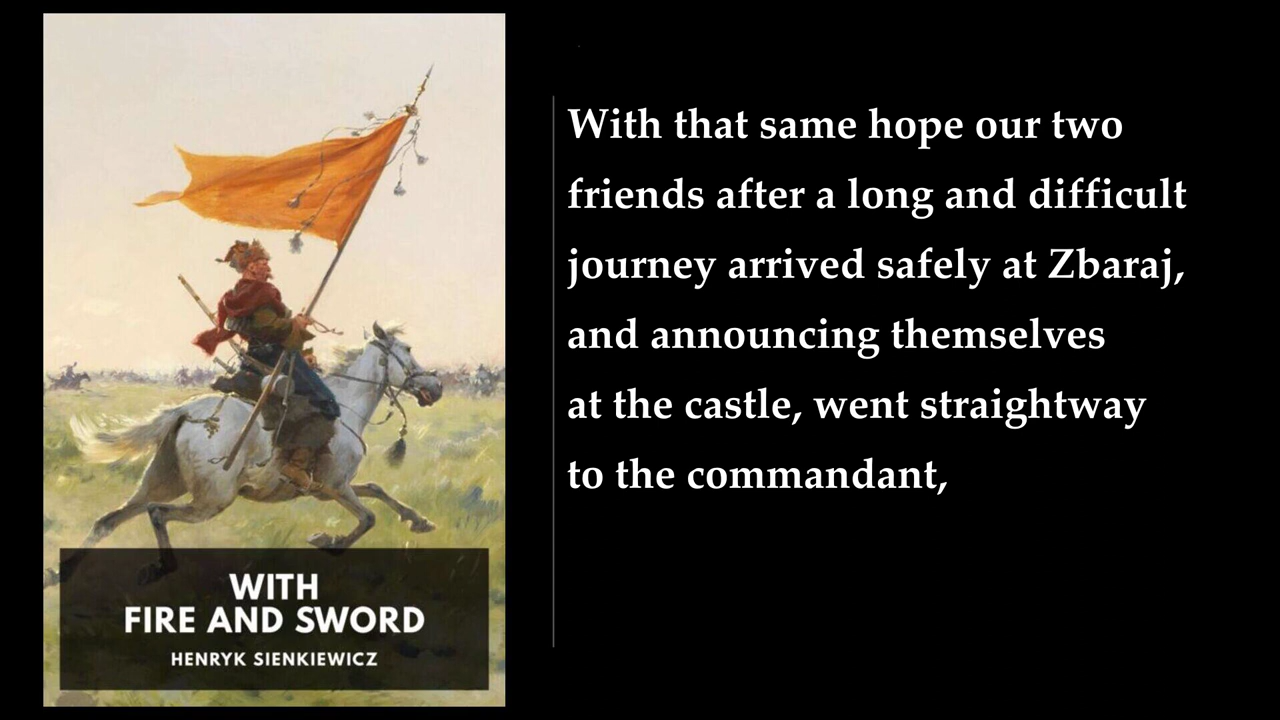 WITH
FIRE AND SWORD
HENRYK SIENKIEWICZ
With that same hope our two
friends after a long and difficult
journey arrived safely at Zbaraj,
and announcing themselves
at the castle, went straightway
to the commandant,